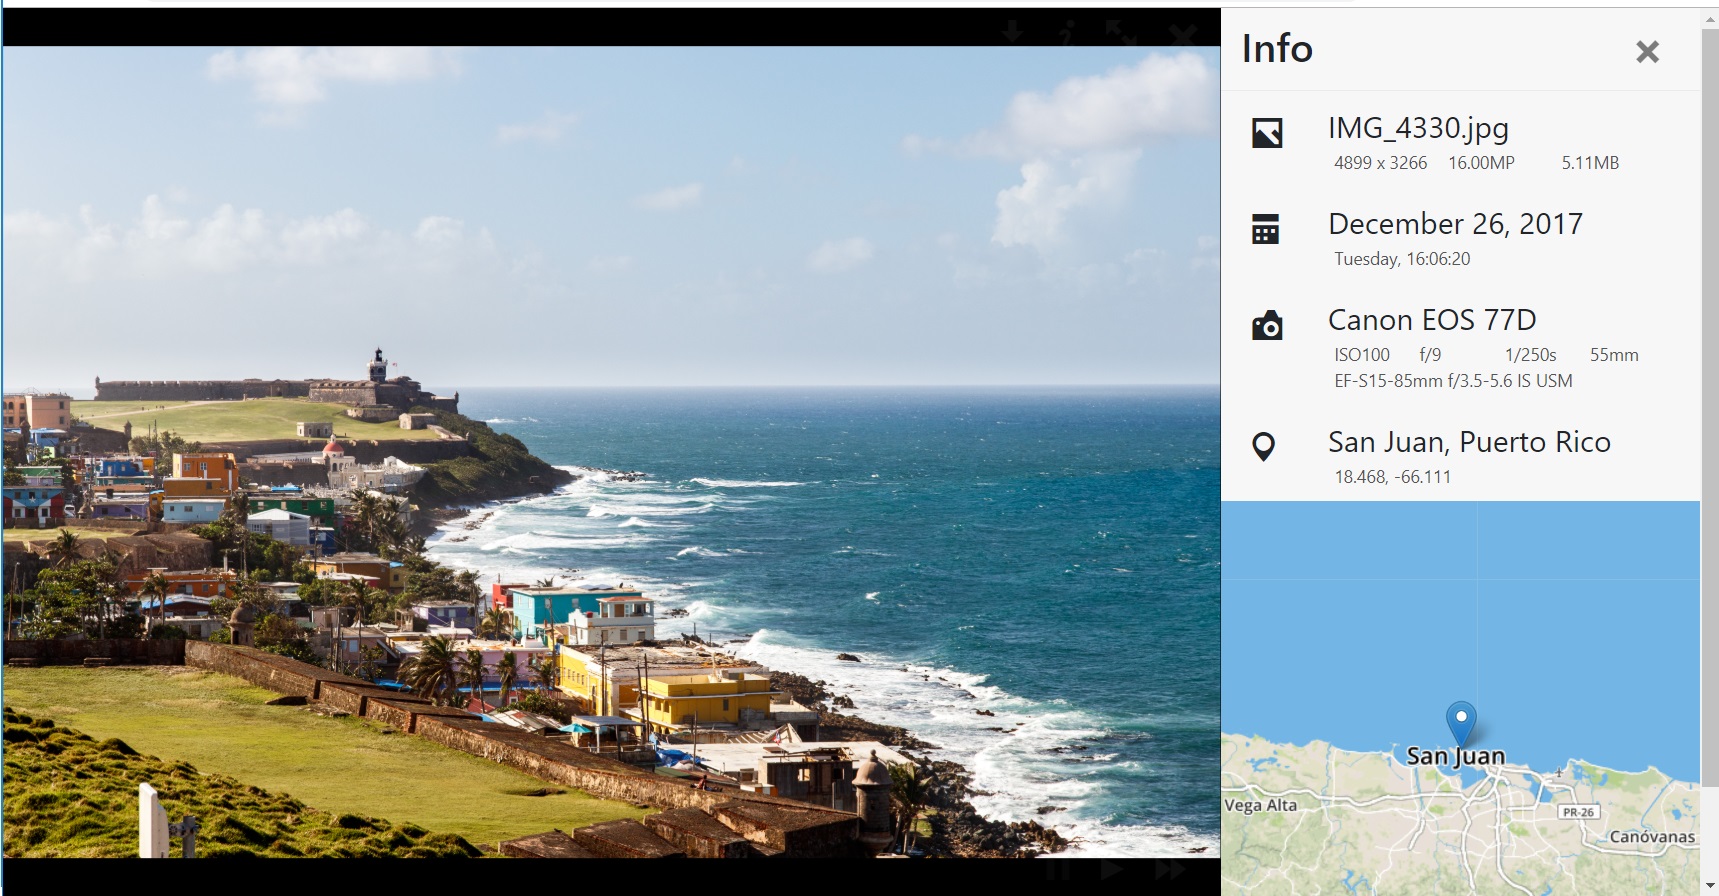 Info
IMG_4330.jpg
4899 x 3266 16.00MP 5.11MB
December 26, 2017
Tuesday, 16:06:20
Canon EOS 77D
ISO100 f/9 1/250s 55mm
EF-S15-85mm f/3.5-5.6 IS USM
San Juan, Puerto Rico
18.468, -66.111
San Juan
Vega Alta
PR-26
Canóvanas